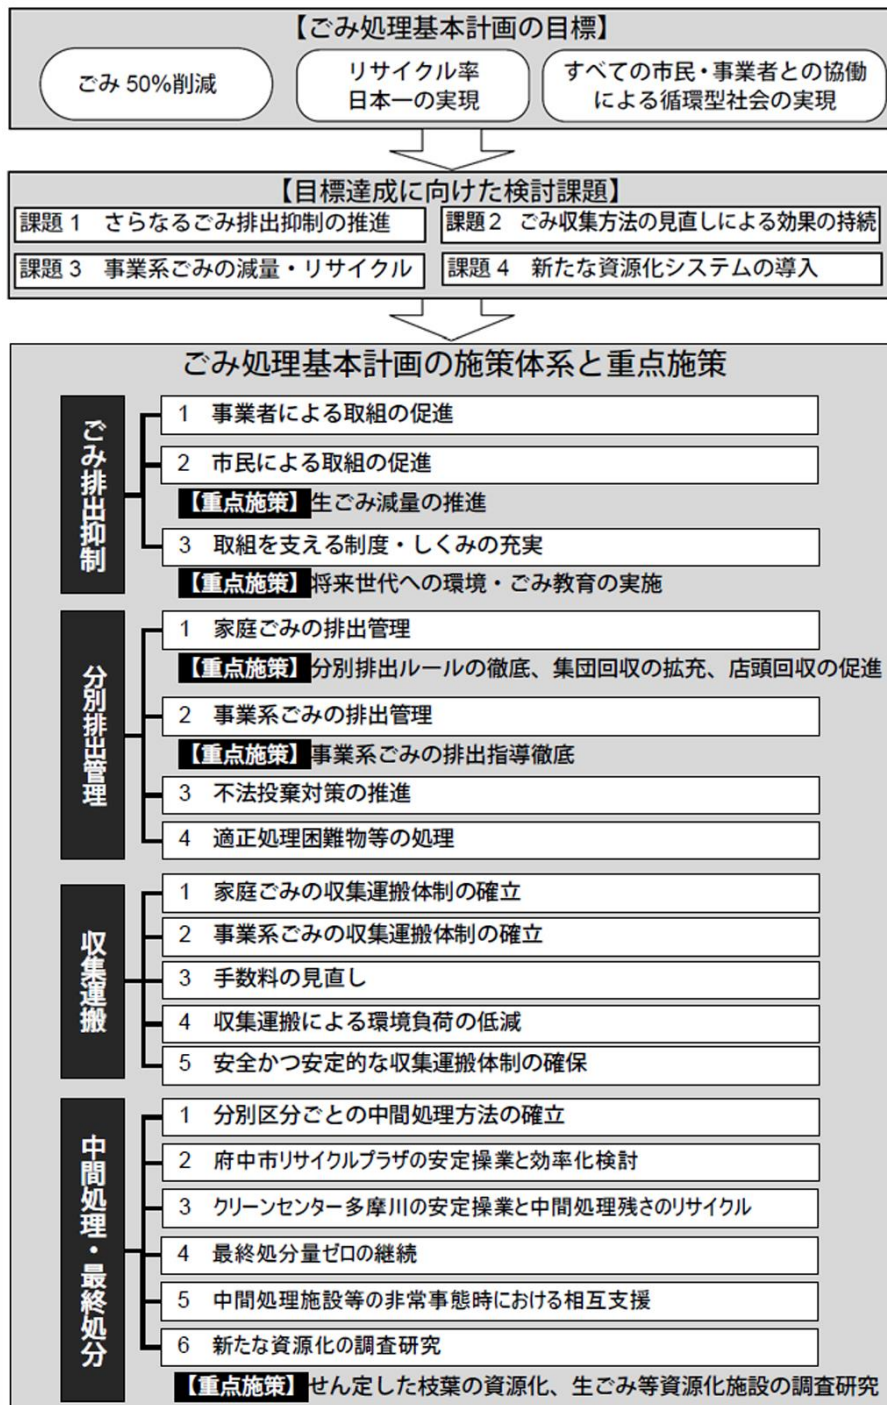 【ごみ処理基本計画の目標】
ごみ 50%削減
リサイクル率
日本一の実現
すべての市民・事業者との協働
による循環型社会の実現
【目標達成に向けた検討課題】
課題 1 さらなるごみ排出抑制の推進
課題 2 ごみ収集方法の見直しによる効果の持続
課題 3 事業系ごみの減量・リサイクル
課題 4 新たな資源化システムの導入
ごみ処理基本計画の施策体系と重点施策
ごみ排出抑制
1 事業者による取組の促進
2 市民による取組の促進
【重点施策】生ごみ減量の推進
3 取組を支える制度・しくみの充実
【重点施策】将来世代への環境・ごみ教育の実施
分別排出管理
1 家庭ごみの排出管理
【重点施策】分別排出ルールの徹底、集団回収の拡充、店頭回収の促進
2 事業系ごみの排出管理
【重点施策】事業系ごみの排出指導徹底
3 不法投棄対策の推進
4 適正処理困難物等の処理
収集運搬
1 家庭ごみの収集運搬体制の確立
2 事業系ごみの収集運搬体制の確立
3 手数料の見直し
4 収集運搬による環境負荷の低減
5 安全かつ安定的な収集運搬体制の確保
中間処理・最終処分
1 分別区分ごとの中間処理方法の確立
2 府中市リサイクルプラザの安定操業と効率化検討
3 クリーンセンター多摩川の安定操業と中間処理残さのリサイクル
4 最終処分量ゼロの継続
5 中間処理施設等の非常事態時における相互支援
6 新たな資源化の調査研究
【重点施策】せん定した枝葉の資源化、生ごみ等資源化施設の調査研究